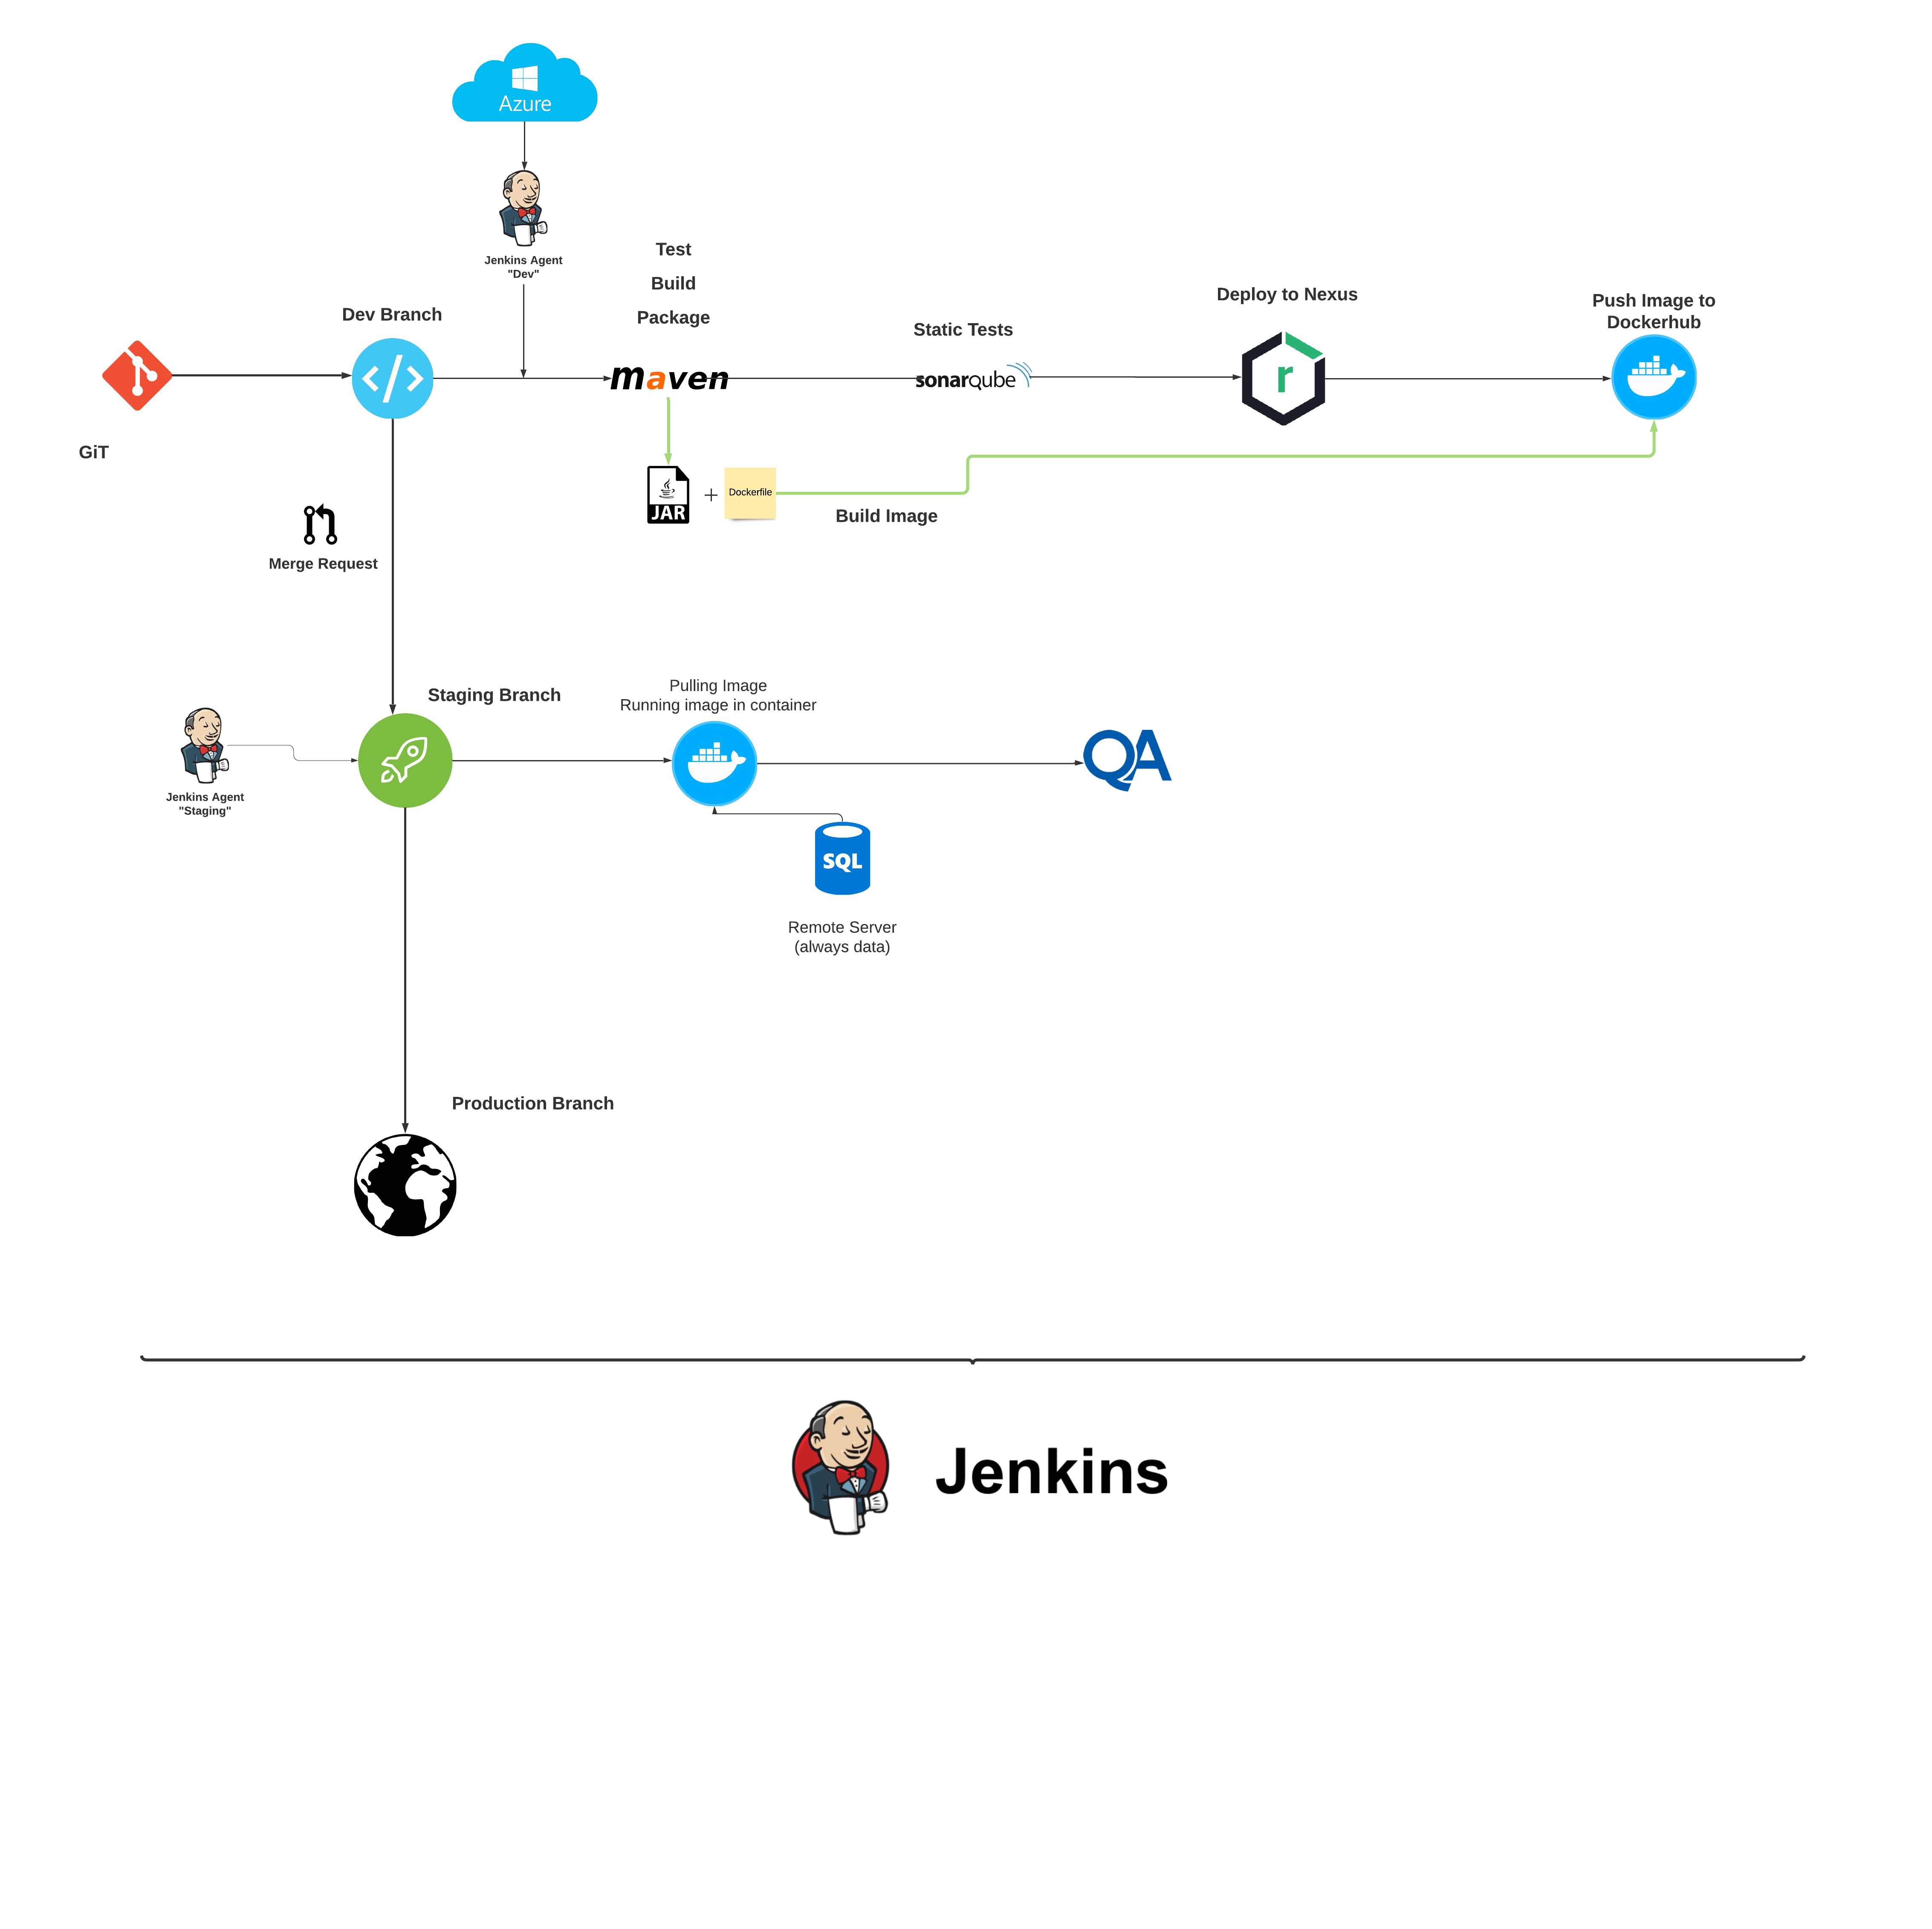 Azure
Jenkins Agent
"Dev"
Test
Build
Package
Dev Branch
Static Tests
Deploy to Nexus
Push Image to
Dockerhub
maven
sonarqube
r
GiT
JAR
+
Dockerfile
Build Image
Merge Request
Staging Branch
Pulling Image
Running image in container
Jenkins Agent
"Staging"
QA
SQL
Remote Server
(always data)
Production Branch
Jenkins